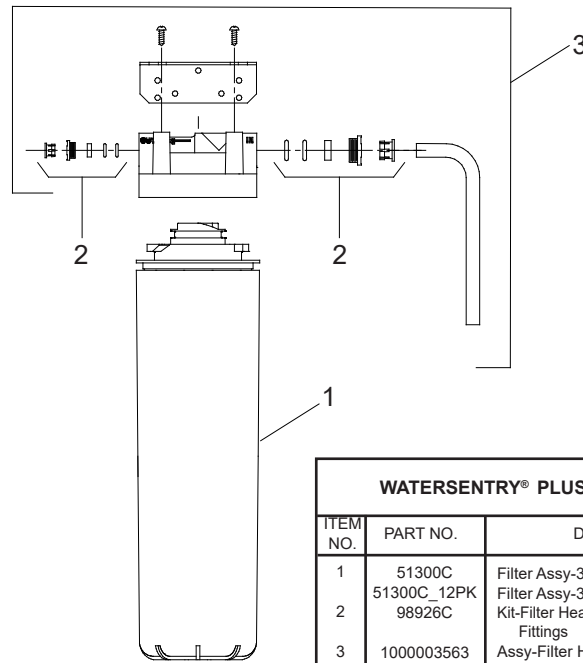 3
2
2
1
WATERSENTRY® PLUS
ITEM NO.
PART NO.
1 51300C Filter Assy-3
51300C_12PK Filter Assy-3
2 98926C Kit-Filter Hea
Fittings
3 1000003563 Assy-Filter H